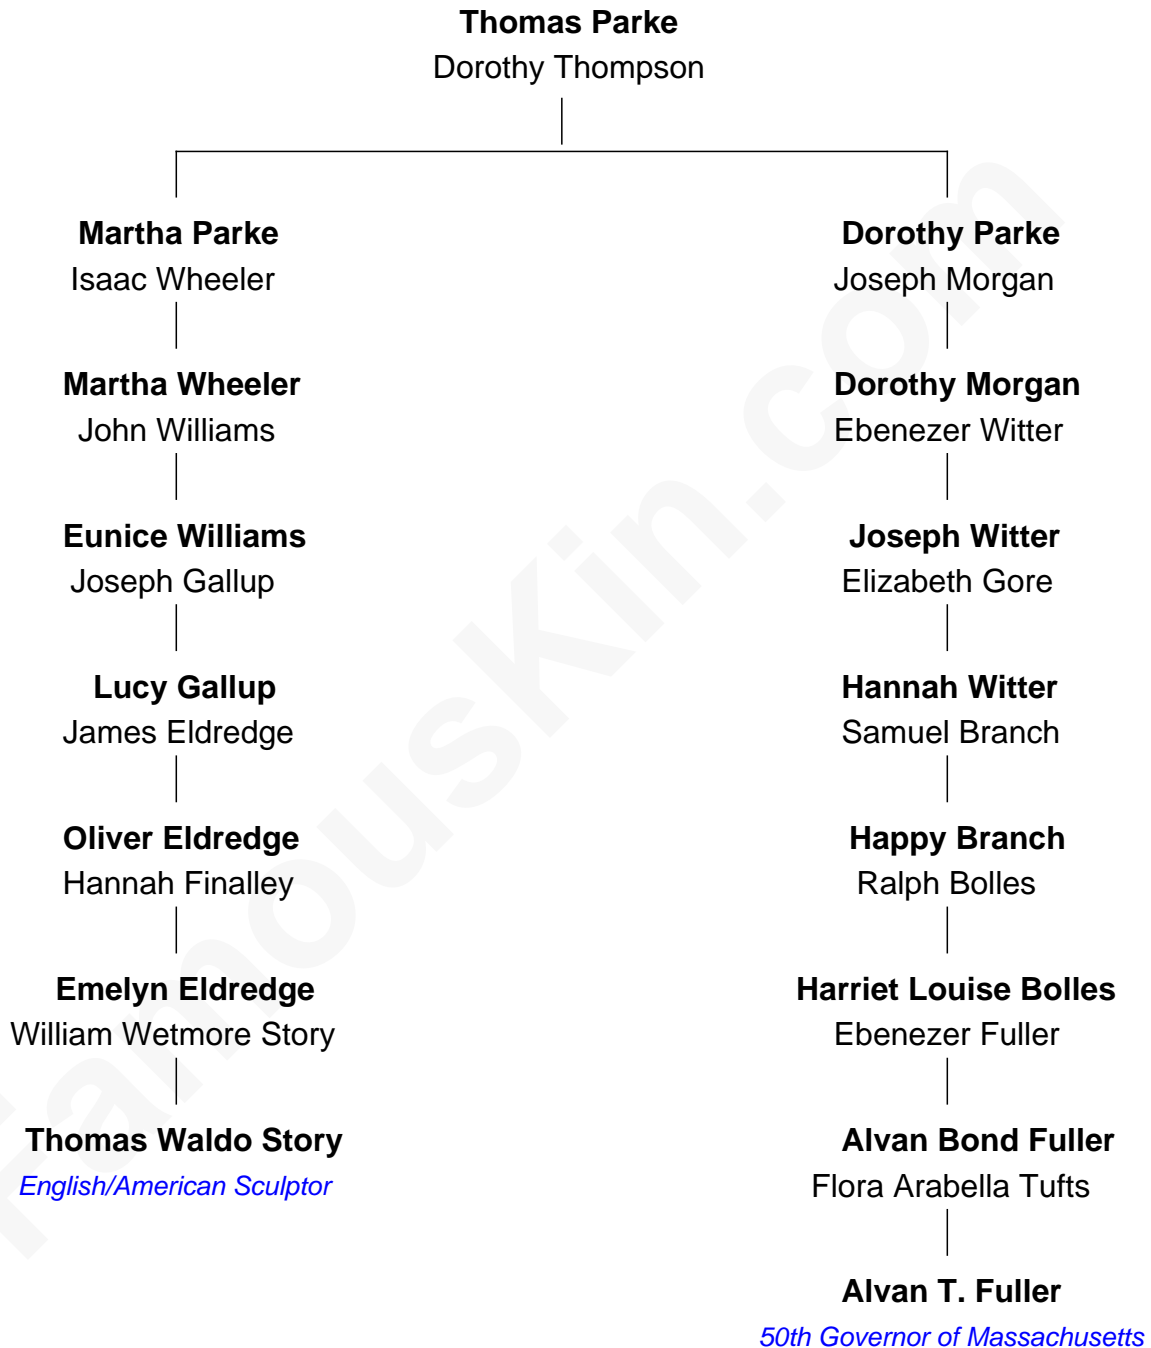 Thomas Parke
Dorothy Thompson
Martha Parke
Isaac Wheeler
Dorothy Parke
Joseph Morgan
Martha Wheeler
John Williams
Dorothy Morgan
Ebenezer Witter
Eunice Williams
Joseph Gallup
Joseph Witter
Elizabeth Gore
Lucy Gallup
James Eldredge
Hannah Witter
Samuel Branch
Oliver Eldredge
Hannah Finalley
Happy Branch
Ralph Bolles
Emelyn Eldredge
William Wetmore Story
Harriet Louise Bolles
Ebenezer Fuller
Thomas Waldo Story
English/American Sculptor
Alvan Bond Fuller
Flora Arabella Tufts
Alvan T. Fuller
50th Governor of Massachusetts
FamousKin.com